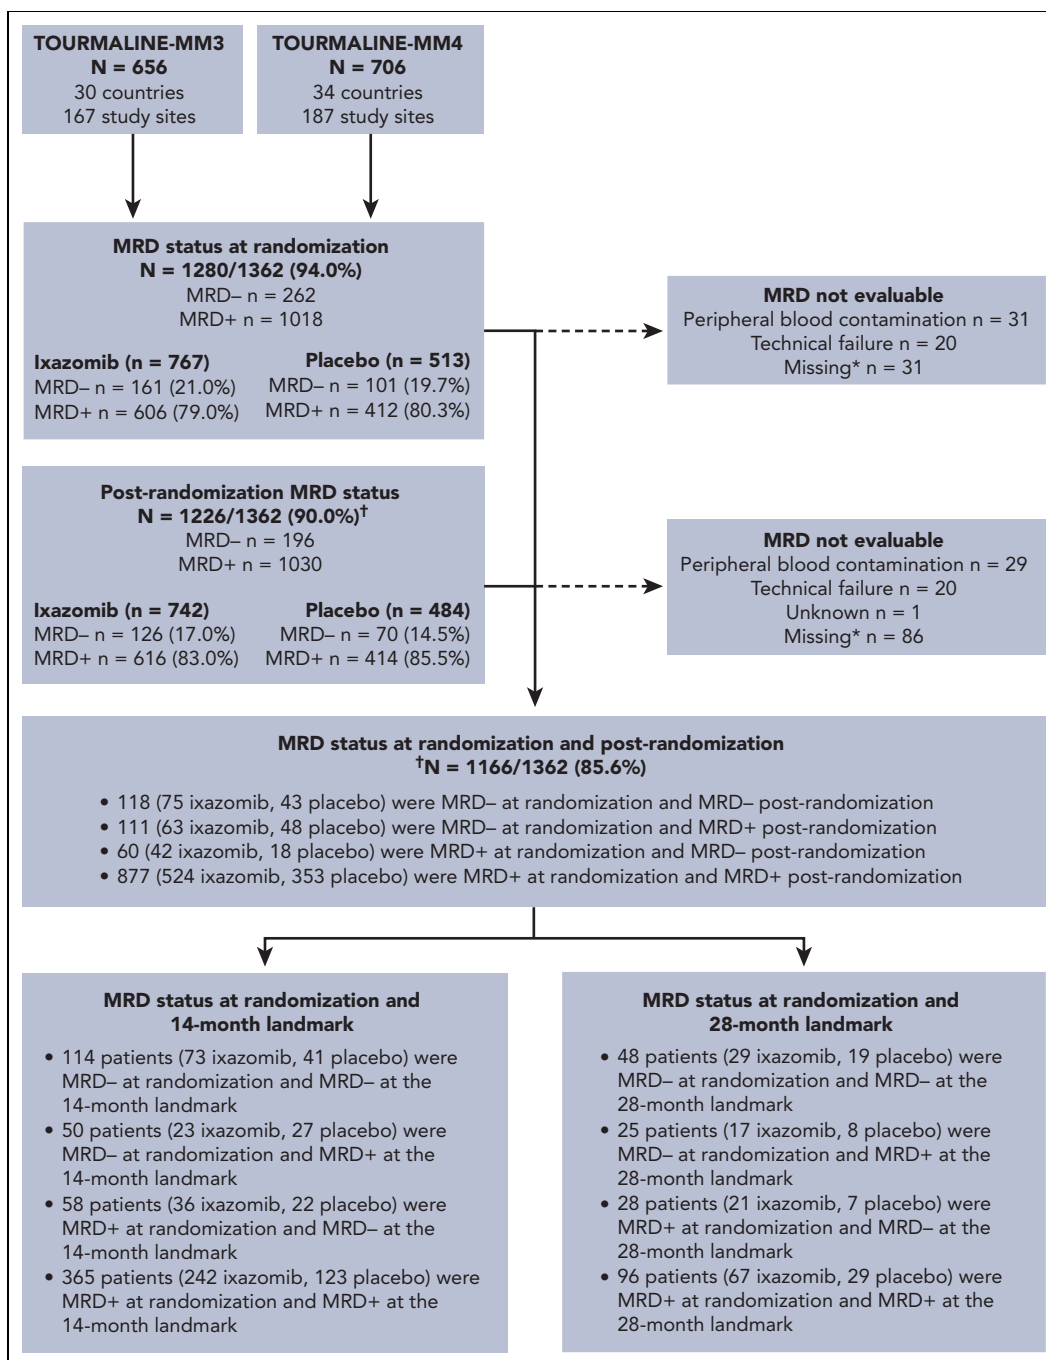 TOURMALINE-MM3
N = 656
30 countries
167 study sites
TOURMALINE-MM4
N = 706
34 countries
187 study sites
MRD status at randomization
N = 1280/1362 (94.0%)
MRD– n = 262
MRD+ n = 1018
Ixazomib (n = 767)
MRD– n = 161 (21.0%)
MRD+ n = 606 (79.0%)
Placebo (n = 513)
MRD– n = 101 (19.7%)
MRD+ n = 412 (80.3%)
MRD not evaluable
Peripheral blood contamination n = 31
Technical failure n = 20
Missing* n = 31
Post-randomization MRD status
N = 1226/1362 (90.0%)†
MRD– n = 196
MRD+ n = 1030
Ixazomib (n = 742)
MRD– n = 126 (17.0%)
MRD+ n = 616 (83.0%)
Placebo (n = 484)
MRD– n = 70 (14.5%)
MRD+ n = 414 (85.5%)
MRD not evaluable
Peripheral blood contamination n = 29
Technical failure n = 20
Unknown n = 1
Missing* n = 86
MRD status at randomization and post-randomization
†N = 1166/1362 (85.6%)
• 118 (75 ixazomib, 43 placebo) were MRD– at randomization and MRD– post-randomization
• 111 (63 ixazomib, 48 placebo) were MRD– at randomization and MRD+ post-randomization
• 60 (42 ixazomib, 18 placebo) were MRD+ at randomization and MRD– post-randomization
• 877 (524 ixazomib, 353 placebo) were MRD+ at randomization and MRD+ post-randomization
MRD status at randomization and
14-month landmark
• 114 patients (73 ixazomib, 41 placebo) were
MRD– at randomization and MRD– at the
14-month landmark
• 50 patients (23 ixazomib, 27 placebo) were
MRD– at randomization and MRD+ at the
14-month landmark
• 58 patients (36 ixazomib, 22 placebo) were
MRD+ at randomization and MRD– at the
14-month landmark
• 365 patients (242 ixazomib, 123 placebo) were
MRD+ at randomization and MRD+ at the
14-month landmark
MRD status at randomization and
28-month landmark
• 48 patients (29 ixazomib, 19 placebo) were
MRD– at randomization and MRD– at the
28-month landmark
• 25 patients (17 ixazomib, 8 placebo) were
MRD– at randomization and MRD+ at the
28-month landmark
• 28 patients (21 ixazomib, 7 placebo) were
MRD+ at randomization and MRD– at the
28-month landmark
• 96 patients (67 ixazomib, 29 placebo) were
MRD+ at randomization and MRD+ at the
28-month landmark